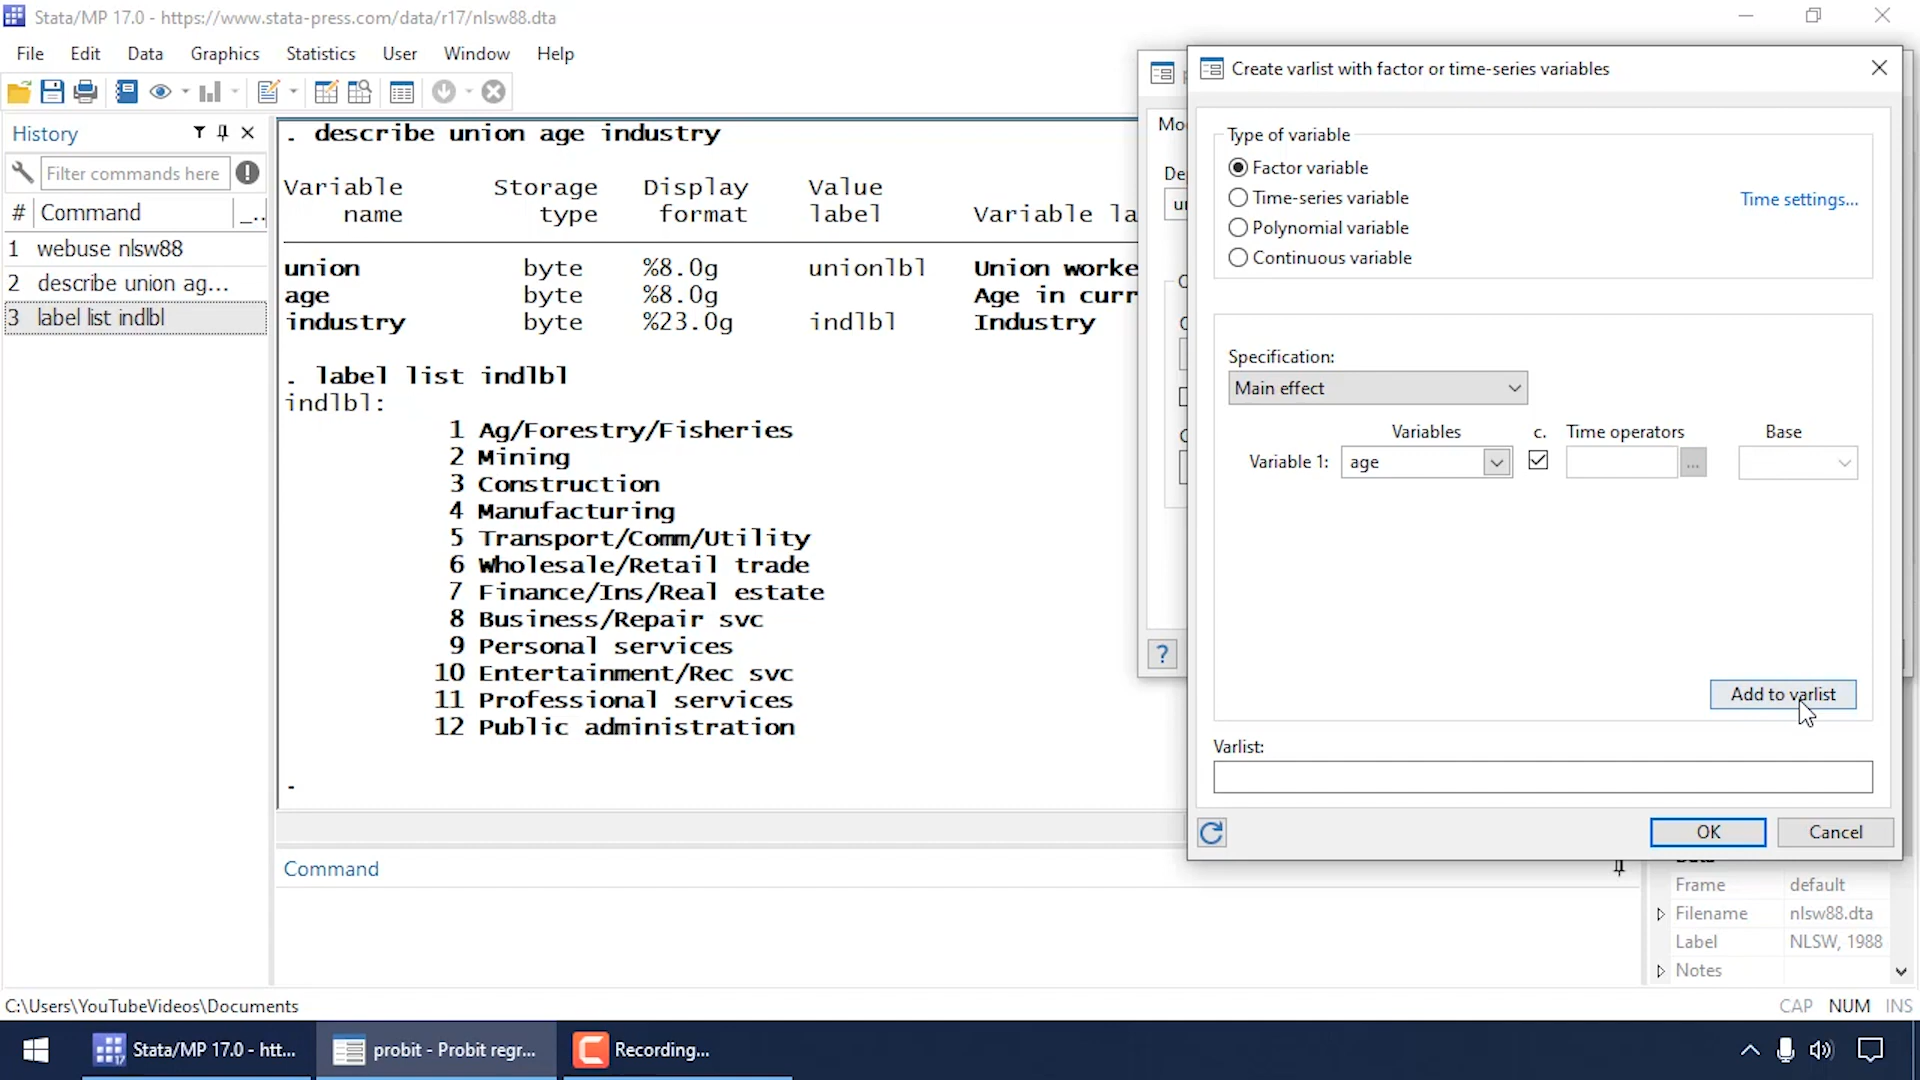 Stata/MP 17.0 - https://www.stata-press.com/data/r17/nlsw88.dta
File Edit Data Graphics Statistics User Window Help
History
Filter commands here
# Command _..
1 webuse nlsw88
2 describe union ag...
3 label list indlbl
. describe union age industry
Variable Storage Display Value
name type format label Variable la
union byte %8.0g unionlbl Union worke
age byte %8.0g Age in curr
industry byte %23.0g indlbl Industry
. label list indlbl
indlbl:
1 Ag/Forestry/Fisheries
2 Mining
3 Construction
4 Manufacturing
5 Transport/Comm/Utility
6 Wholesale/Retail trade
7 Finance/Ins/Real estate
8 Business/Repair svc
9 Personal services
10 Entertainment/Rec svc
11 Professional services
12 Public administration
.
Command
Create varlist with factor or time-series variables
Type of variable
Factor variable
Time-series variable
Time settings...
Polynomial variable
Continuous variable
Specification:
Main effect
Variables c. Time operators Base
Variable 1: age ...
Add to varlist
Varlist:
OK Cancel
?
Frame default
Filename nlsw88.dta
Label NLSW, 1988
Notes
C:\Users\YouTubeVideos\Documents
CAP NUM INS
Stata/MP 17.0 - htt...
probit - Probit regr...
Recording...